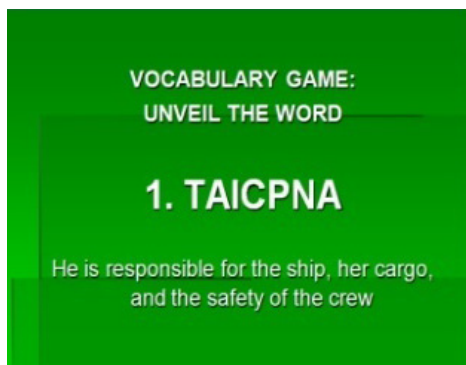 VOCABULARY GAME:
UNVEIL THE WORD
1. TAICPNA
He is responsible for the ship, her cargo,
and the safety of the crew